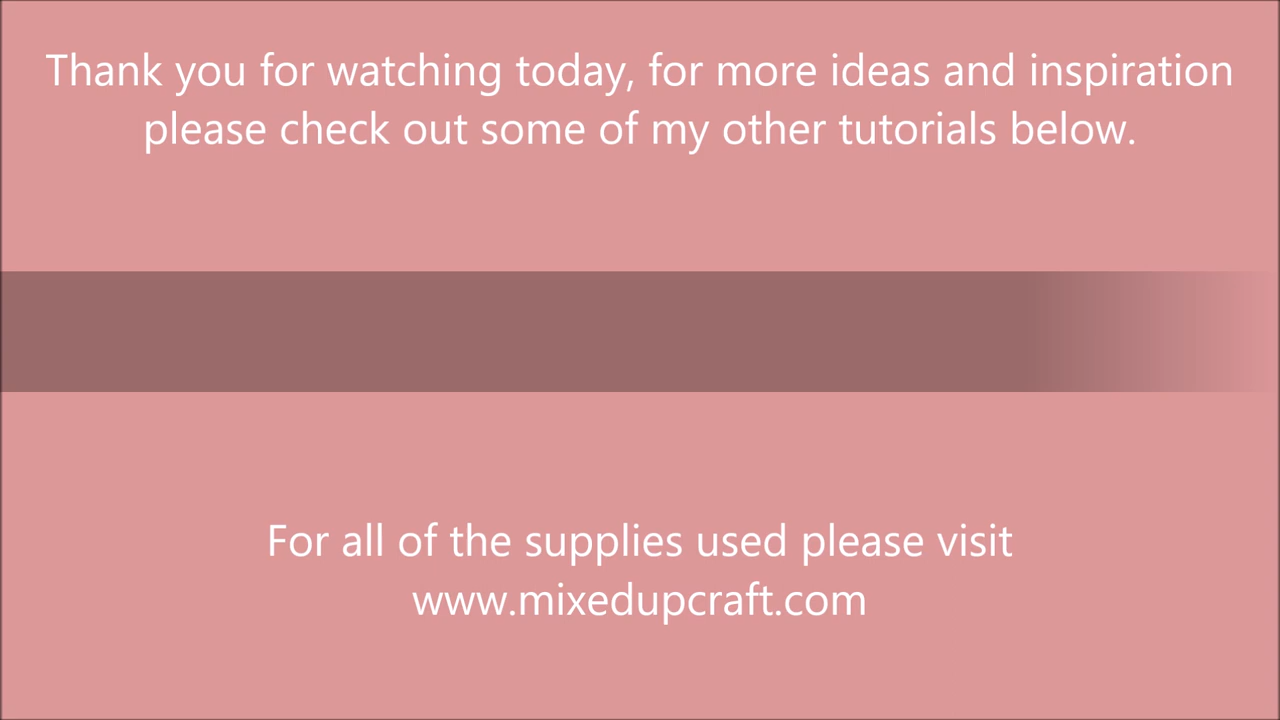 Thank you for watching today, for more ideas and inspiration
please check out some of my other tutorials below.
For all of the supplies used please visit
www.mixedupcraft.com